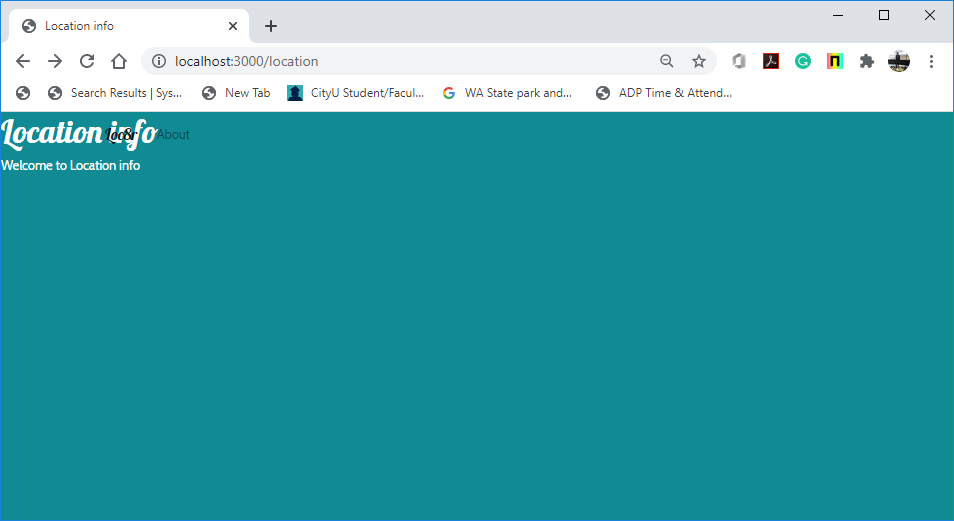 Location info
localhost:3000/location
Search Results | Sys... New Tab CityU Student/Facul... WA State park and... ADP Time & Attend...
Location info Loc8r About
Welcome to Location info